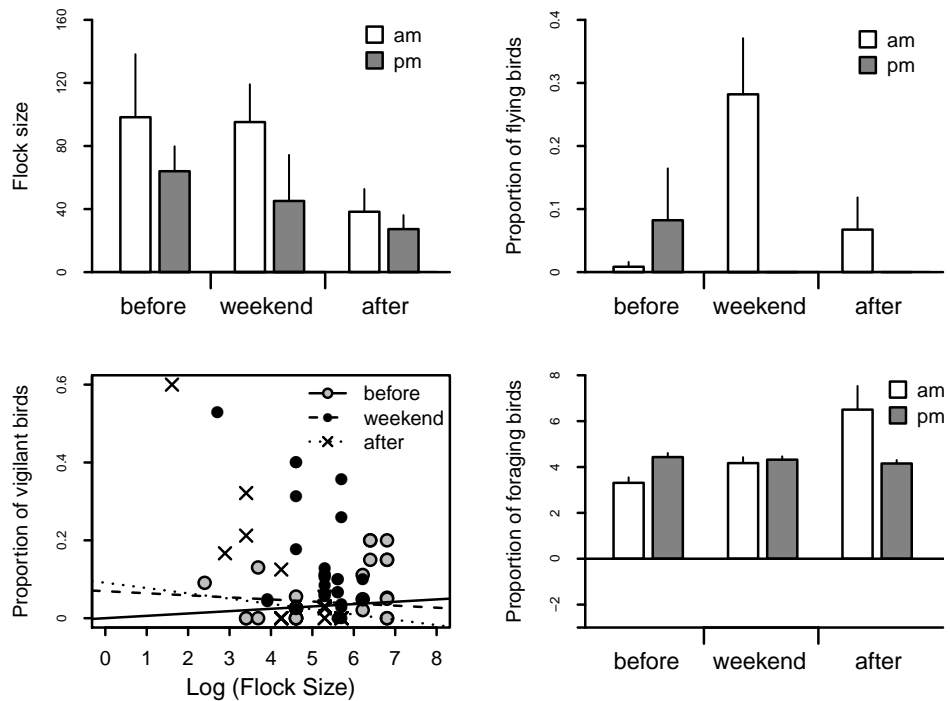 160
120
80
40
0
Flock size
am
pm
before weekend after
0.4
0.3
0.2
0.1
0
Proportion of flying birds
am
pm
before weekend after
0.6
0.4
0.2
0
Proportion of vigilant birds
before
weekend
after
0 1 2 3 4 5 6 7 8
Log (Flock Size)
8
6
4
2
0
−2
Proportion of foraging birds
am
pm
before weekend after